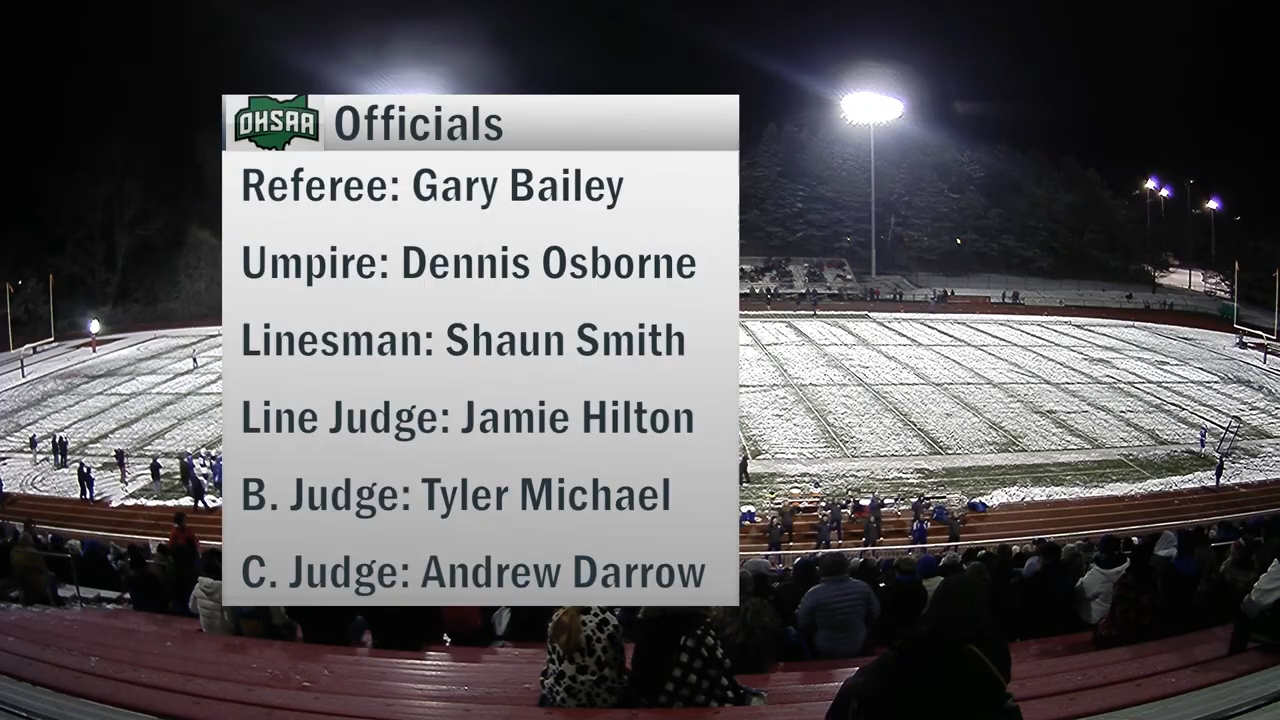 OHSAA Officials
Referee: Gary Bailey
Umpire: Dennis Osborne
Linesman: Shaun Smith
Line Judge: Jamie Hilton
B. Judge: Tyler Michael
C. Judge: Andrew Darrow